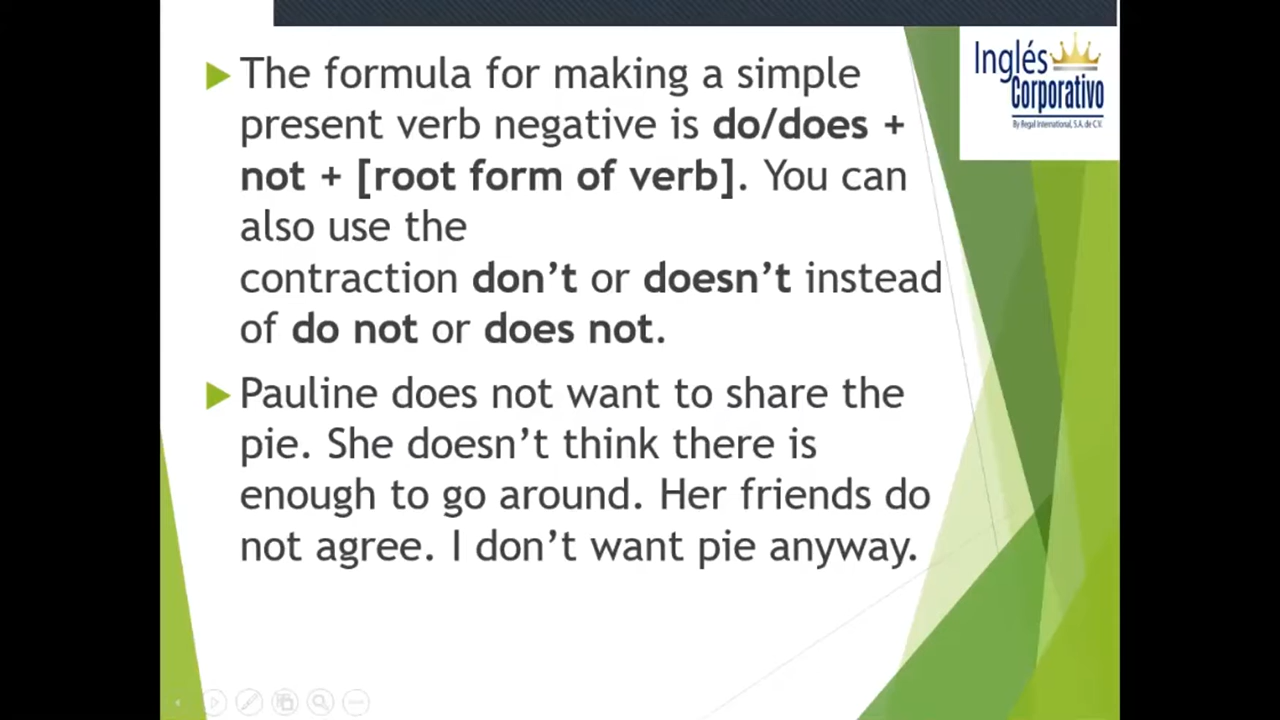 The formula for making a simple
present verb negative is do/does +
not + [root form of verb]. You can
also use the
contraction don’t or doesn’t instead
of do not or does not.
Pauline does not want to share the
pie. She doesn’t think there is
enough to go around. Her friends do
not agree. I don’t want pie anyway.
Inglés
Corporativo
By Regal International, S.A. de C.V.